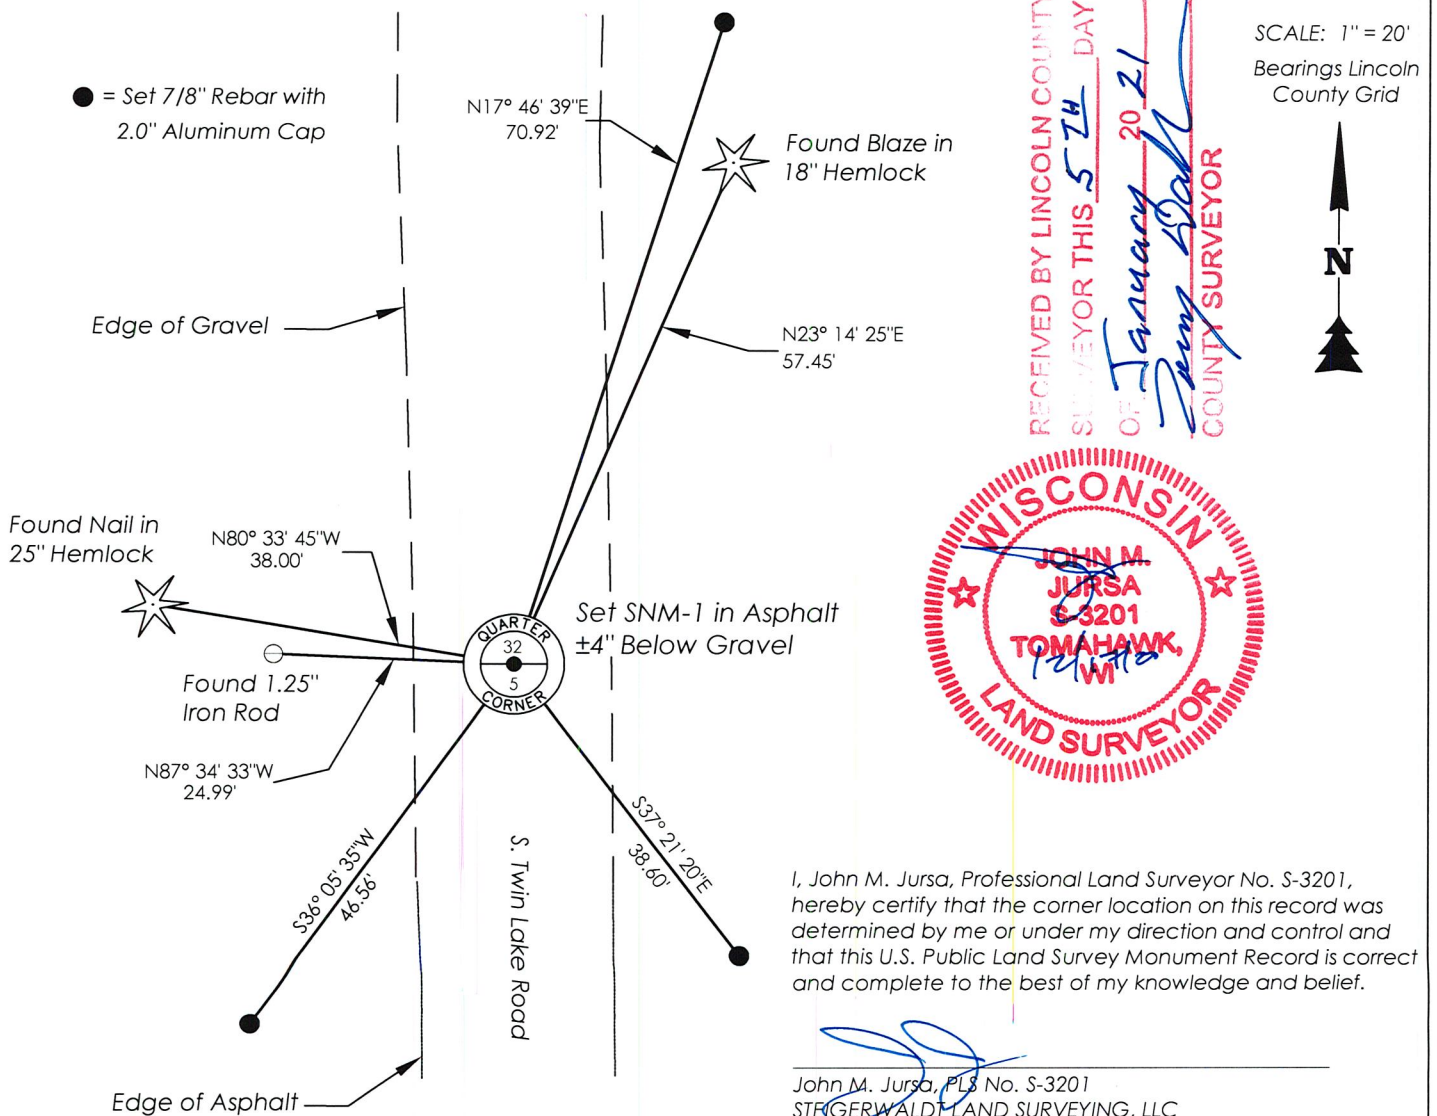 SCALE: 1" = 20'
Bearings Lincoln
County Grid
N
● = Set 7/8" Rebar with
2.0" Aluminum Cap
N17° 46' 39"E
70.92'
Found Blaze in
18" Hemlock
RECEIVED BY LINCOLN COUNTY
SURVEYOR THIS 5TH DAY
OF January 20 21
COUNTY SURVEYOR
Edge of Gravel
N23° 14' 25"E
57.45'
Found Nail in
25" Hemlock
N80° 33' 45"W
38.00'
QUARTER
32
5
CORNER
Set SNM-1 in Asphalt
±4" Below Gravel
Found 1.25"
Iron Rod
N87° 34' 33"W
24.99'
WISCONSIN
JOHN M.
JURSA
S-3201
TOMAHAWK,
WI
LAND SURVEYOR
S36° 05' 35"W
46.56'
S. Twin Lake Road
S37° 21' 20"E
38.60'
Edge of Asphalt
I, John M. Jursa, Professional Land Surveyor No. S-3201,
hereby certify that the corner location on this record was
determined by me or under my direction and control and
that this U.S. Public Land Survey Monument Record is correct
and complete to the best of my knowledge and belief.
John M. Jursa, PLS No. S-3201
STEIGERWALDT LAND SURVEYING, LLC